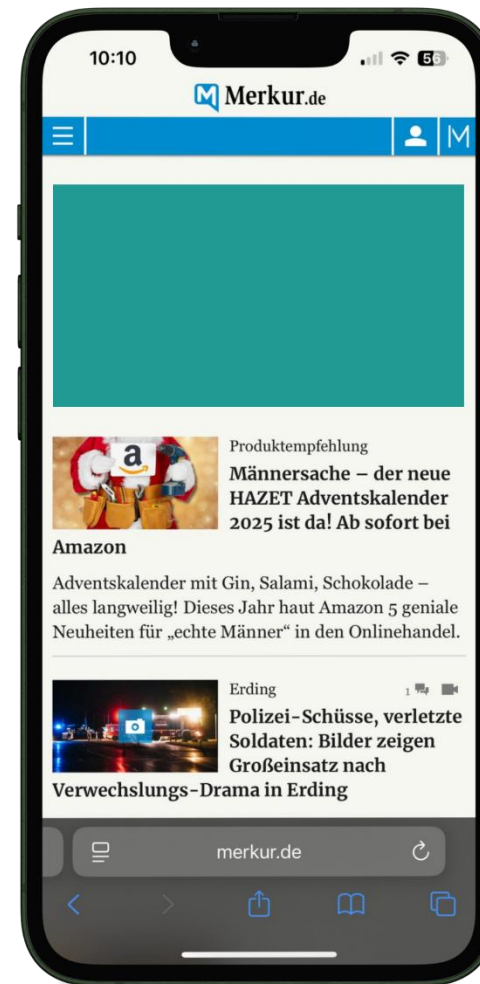 10:10
56
Merkur.de
Produktempfehlung
Männersache – der neue
HAZET Adventskalender
2025 ist da! Ab sofort bei
Amazon
a
Adventskalender mit Gin, Salami, Schokolade –
alles langweilig! Dieses Jahr haut Amazon 5 geniale
Neuheiten für „echte Männer“ in den Onlinehandel.
Erding
1
Polizei-Schüsse, verletzte
Soldaten: Bilder zeigen
Großeinsatz nach
Verwechslungs-Drama in Erding
merkur.de